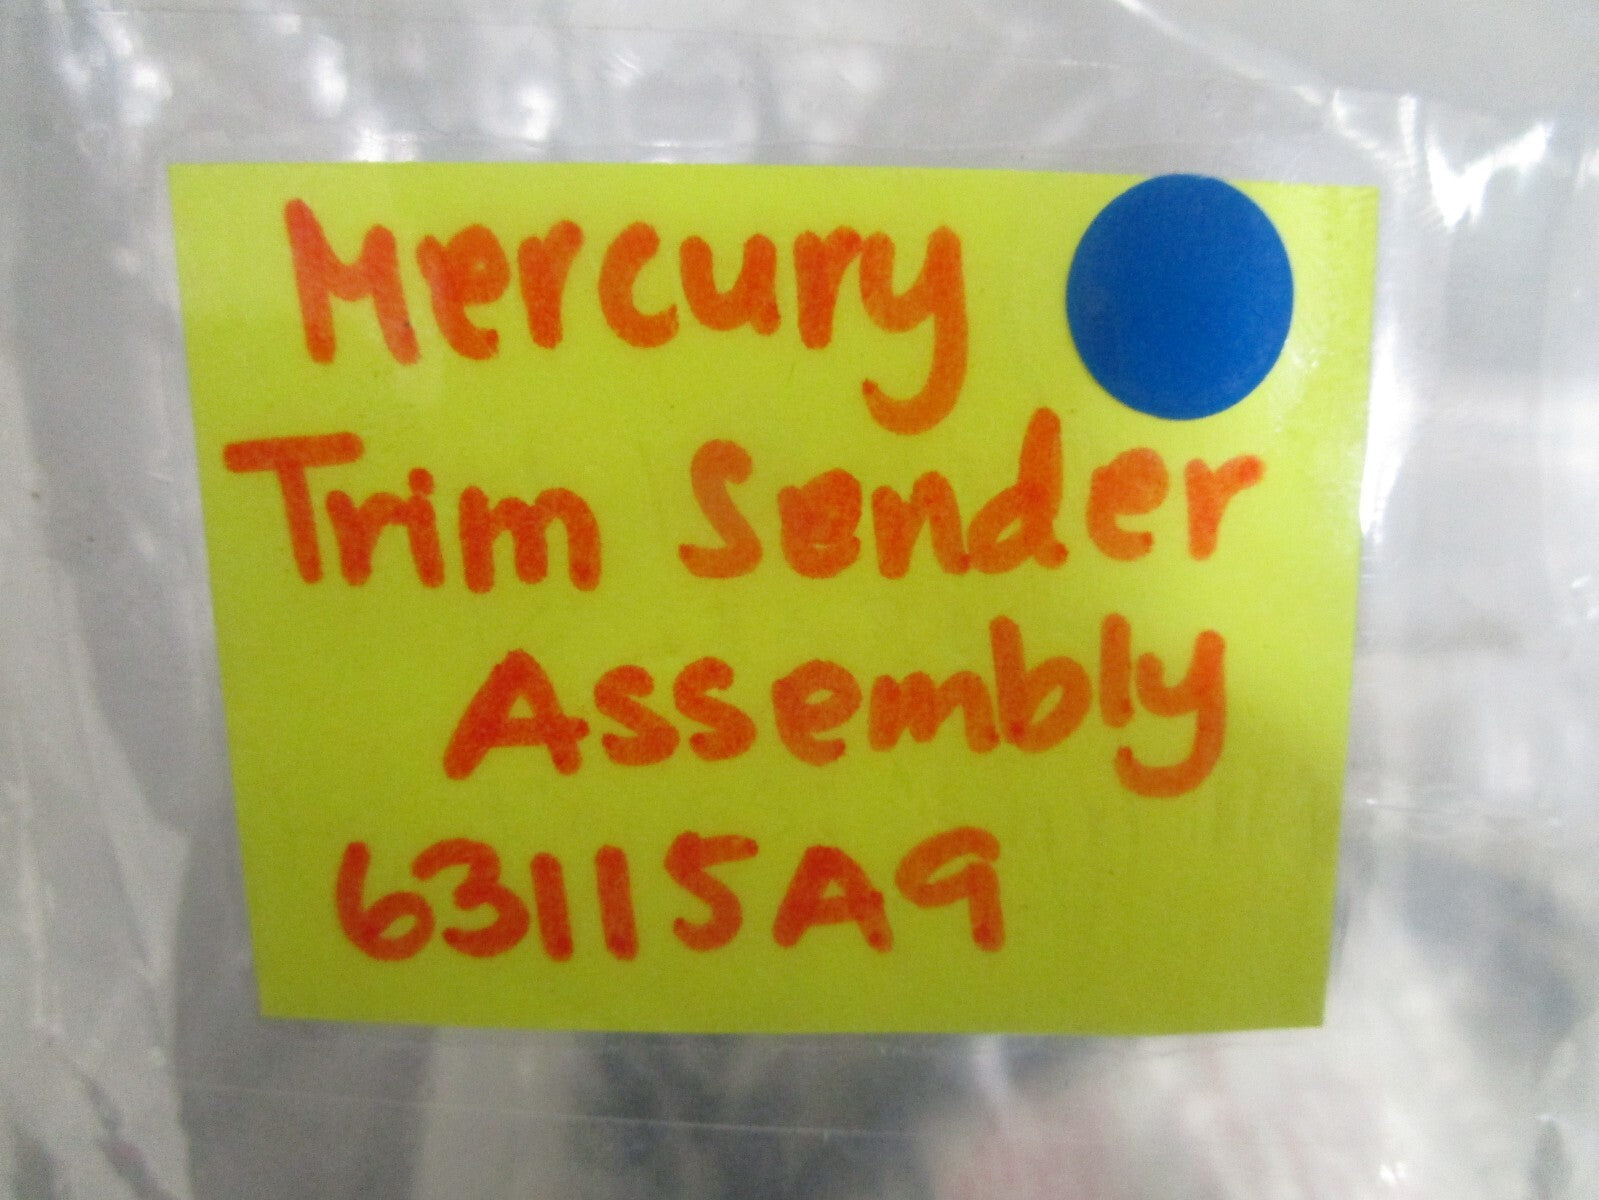 Mercury
Trim Sender
Assembly
63115A9